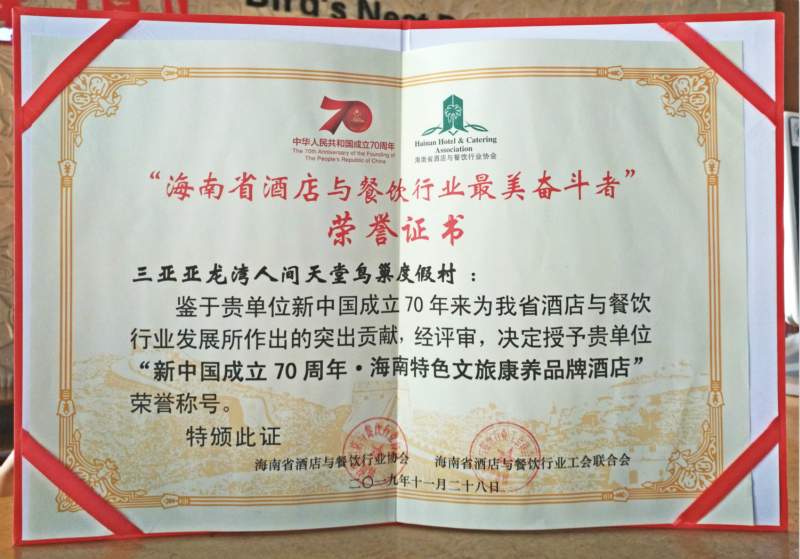 Bird's Nest
70
中华人民共和国成立70周年
The 70th Anniversary of the Founding of
The People's Republic of China
Hainan Hotel & Catering
Association
海南省酒店与餐饮行业协会
“海南省酒店与餐饮行业最美奋斗者”
荣誉证书
三亚亚龙湾人间天堂鸟巢度假村：
鉴于贵单位新中国成立70年来为我省酒店与餐饮
行业发展所作出的突出贡献，经评审，决定授予贵单位
“新中国成立70周年·海南特色文旅康养品牌酒店”
荣誉称号。
特颁此证
海南省酒店与餐饮行业协会 海南省酒店与餐饮行业工会联合会
二〇一九年十一月二十八日